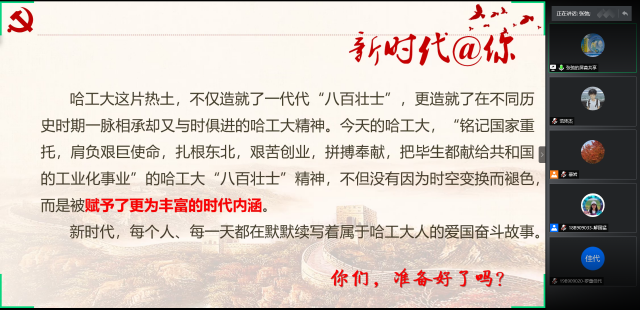 正在讲话: 张弛;
新时代@你
哈工大这片热土，不仅造就了一代代“八百壮士”，更造就了在不同历
史时期一脉相承却又与时俱进的哈工大精神。今天的哈工大，“铭记国家重
托，肩负艰巨使命，扎根东北，艰苦创业，拼搏奉献，把毕生都献给共和国
的工业化事业”的哈工大“八百壮士”精神，不但没有因为时空变换而褪色，
而是被赋予了更为丰富的时代内涵。
新时代，每个人、每一天都在默默续写着属于哈工大人的爱国奋斗故事。
你们，准备好了吗？
佳代